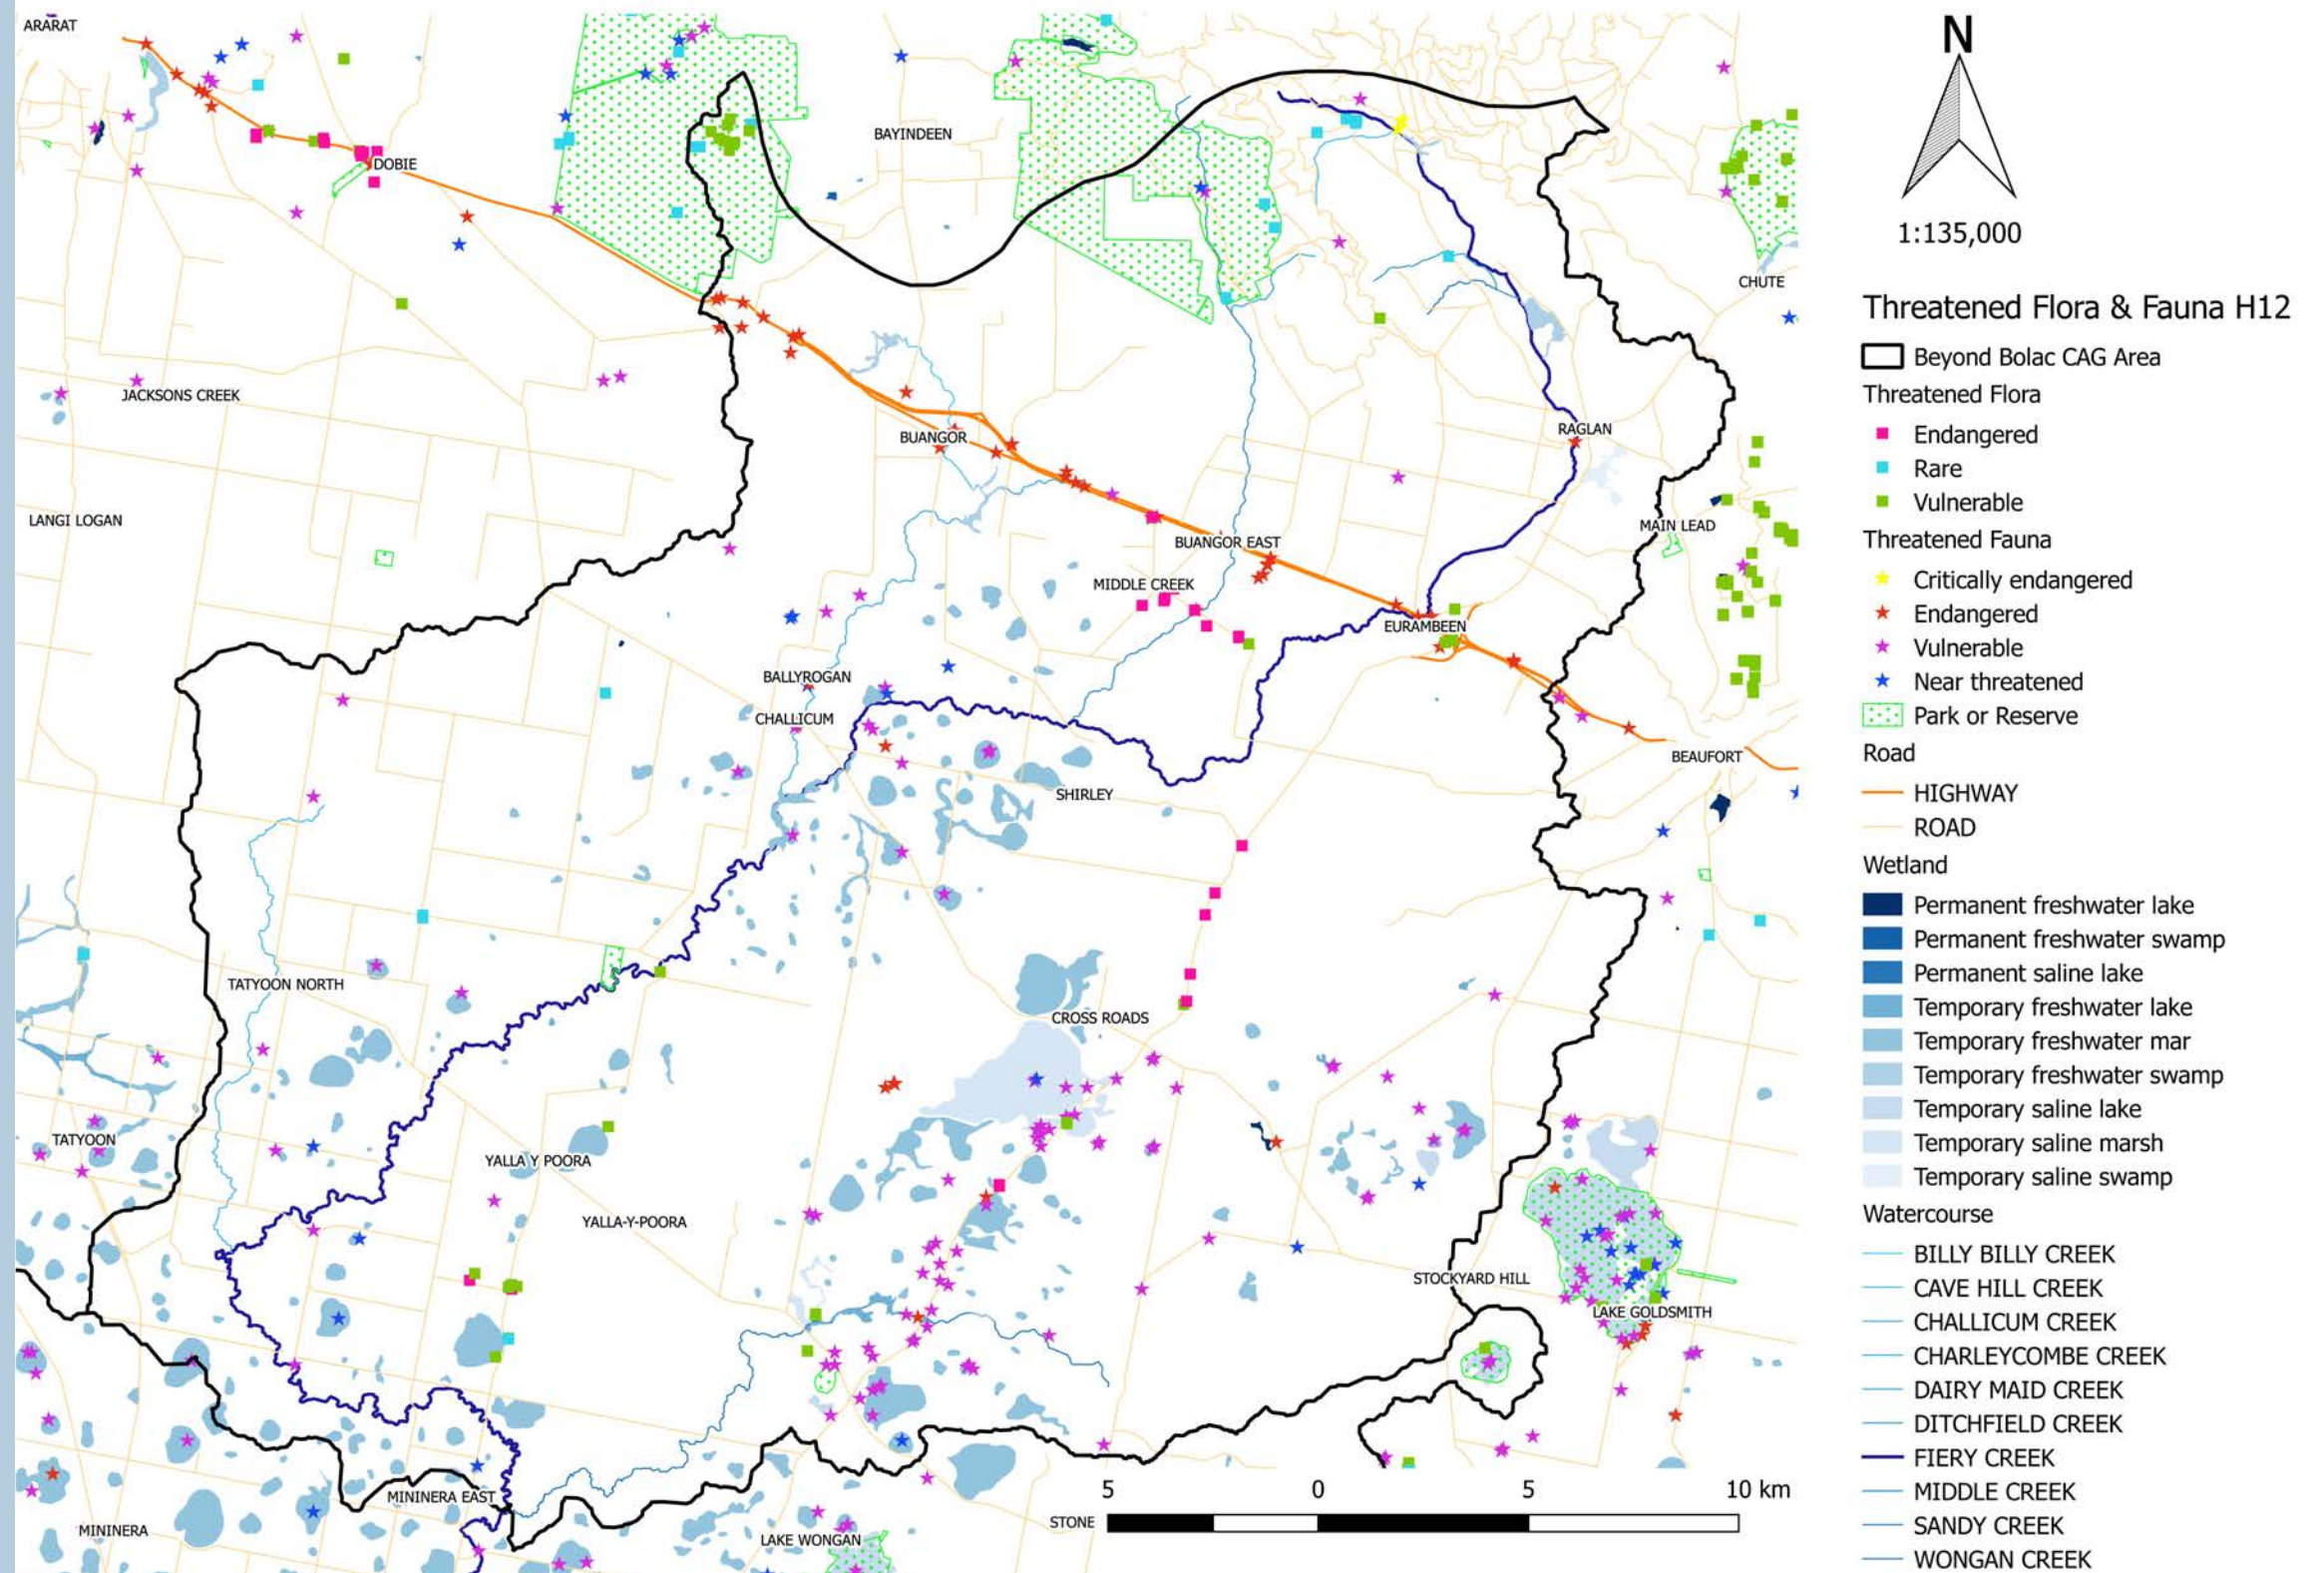 ARARAT
DOBIE
BAYINDEEN
CHUTE
JACKSONS CREEK
BUANGOR
RAGLAN
LANGI LOGAN
MAIN LEAD
BUANGOR EAST
MIDDLE CREEK
EURAMBEEN
BALLYROGAN
CHALLICUM
BEAUFORT
SHIRLEY
TATYOON NORTH
CROSS ROADS
TATYOON
YALLA Y POORA
YALLA-Y-POORA
STOCKYARD HILL
LAKE GOLDSMITH
MININERA EAST
MININERA
LAKE WONGAN
STONE
5 0 5 10 km
N
1:135,000
Threatened Flora & Fauna H12
Beyond Bolac CAG Area
Threatened Flora
Endangered
Rare
Vulnerable
Threatened Fauna
Critically endangered
Endangered
Vulnerable
Near threatened
Park or Reserve
Road
HIGHWAY
ROAD
Wetland
Permanent freshwater lake
Permanent freshwater swamp
Permanent saline lake
Temporary freshwater lake
Temporary freshwater mar
Temporary freshwater swamp
Temporary saline lake
Temporary saline marsh
Temporary saline swamp
Watercourse
BILLY BILLY CREEK
CAVE HILL CREEK
CHALLICUM CREEK
CHARLEYCOMBE CREEK
DAIRY MAID CREEK
DITCHFIELD CREEK
FIERY CREEK
MIDDLE CREEK
SANDY CREEK
WONGAN CREEK